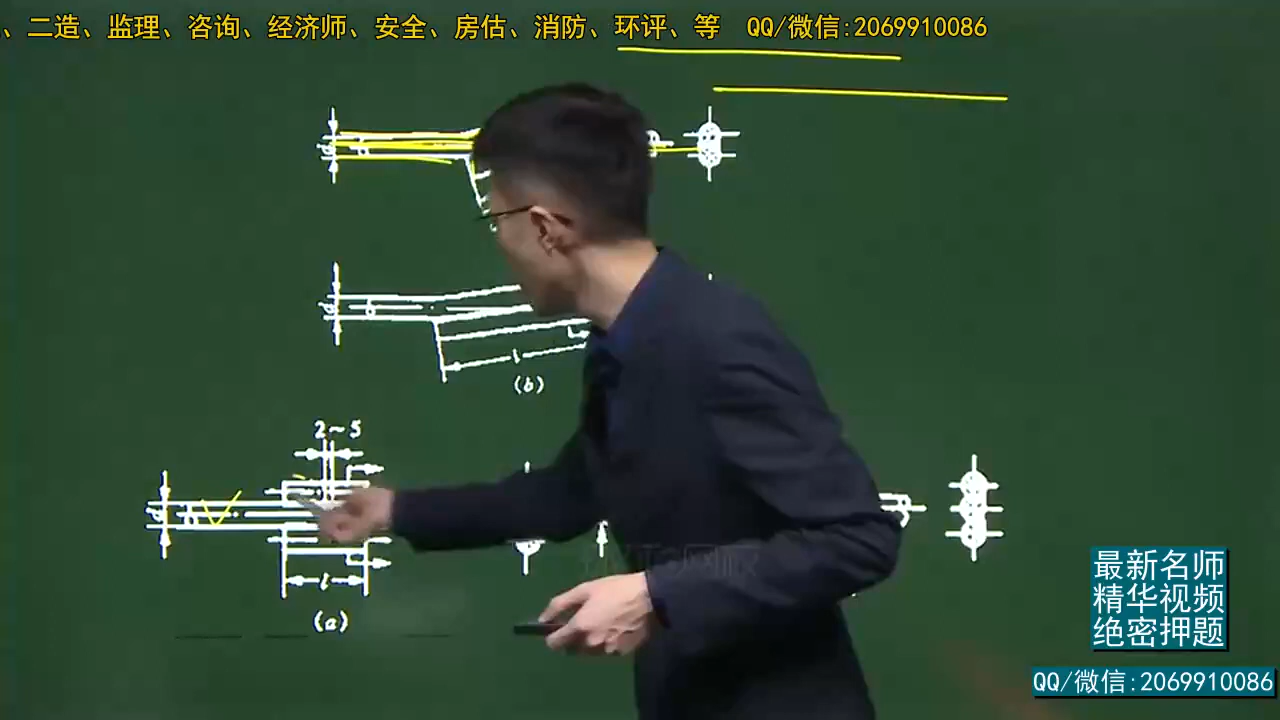 、二造、监理、咨询、经济师、安全、房估、消防、环评、等 QQ/微信:2069910086
d
d
l
(b)
2~5
d
l
(a)
最新名师
精华视频
绝密押题
QQ/微信:2069910086